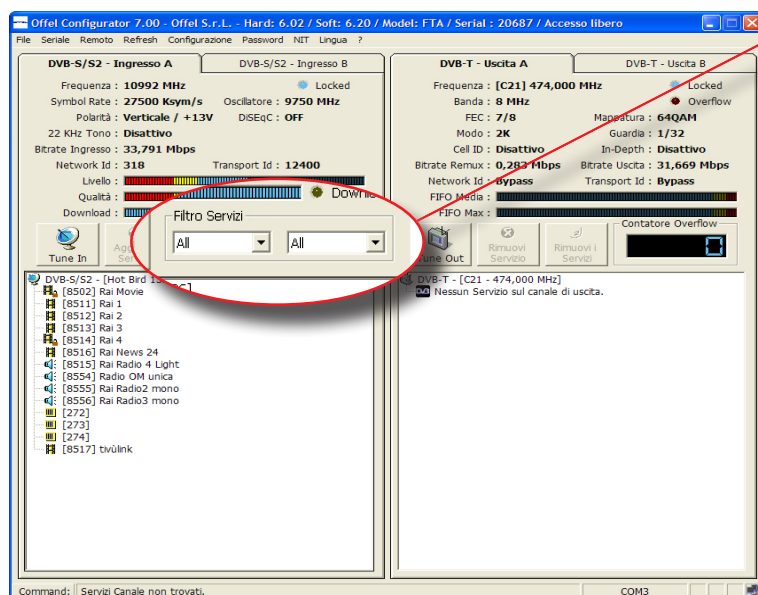 Offel Configurator 7.00 - Offel S.r.L. - Hard: 6.02 / Soft: 6.20 / Model: FTA / Serial : 20687 / Accesso libero
File Seriale Remoto Refresh Configurazione Password NIT Lingua ?
DVB-S/S2 - Ingresso A
DVB-S/S2 - Ingresso B
Frequenza : 10992 MHz
Locked
Symbol Rate : 27500 Ksym/s
Oscillatore : 9750 MHz
Polarità : Verticale / +13V
DiSEqC : OFF
22 KHz Tono : Disattivo
Bitrate Ingresso : 33,791 Mbps
Network Id : 318
Transport Id : 12400
Livello :
Qualità :
Download :
Filtro Servizi
All
All
Tune In
DVB-S/S2 - [Hot Bird
[8502] Rai Movie
[8511] Rai 1
[8512] Rai 2
[8513] Rai 3
[8514] Rai 4
[8516] Rai News 24
[8515] Rai Radio 4 Light
[8554] Radio OM unica
[8555] Rai Radio2 mono
[8556] Rai Radio3 mono
[272]
[273]
[274]
[8517] tivùlink
DVB-T - Uscita A
DVB-T - Uscita B
Frequenza : [C21] 474,000 MHz
Locked
Banda : 8 MHz
Overflow
FEC : 7/8
Mappatura : 64QAM
Modo : 2K
Guardia : 1/32
Cell ID : Disattivo
In-Depth : Disattivo
Bitrate Remux : 0,283 Mbps
Bitrate Uscita : 31,669 Mbps
Network Id : Bypass
Transport Id : Bypass
FIFO Media :
FIFO Max :
Tune Out
Rimuovi Servizio
Rimuovi i Servizi
Contatore Overflow
0
DVB-T - [C21 - 474,000 MHz]
Nessun Servizio sul canale di uscita.
Command: Servizi Canale non trovati.
COM3